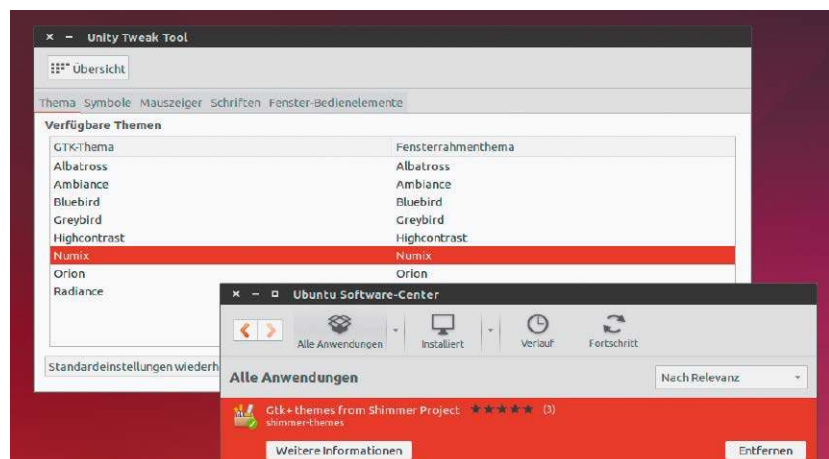 Unity Tweak Tool
Übersicht
Thema Symbole Mauszeiger Schriften Fenster-Bedienelemente
Verfügbare Themen
GTK-Thema Fensterrahmenthema
Albatross Albatross
Ambiance Ambiance
Bluebird Bluebird
Greybird Greybird
Highcontrast Highcontrast
Numix Numix
Orion Orion
Radiance
Standardeinstellungen wiederh
Ubuntu Software-Center
Alle Anwendungen Installiert Verlauf Fortschritt
Alle Anwendungen Nach Relevanz
Gtk+ themes from Shimmer Project ★★★★★ (3)
shimmer-themes
Weitere Informationen Entfernen